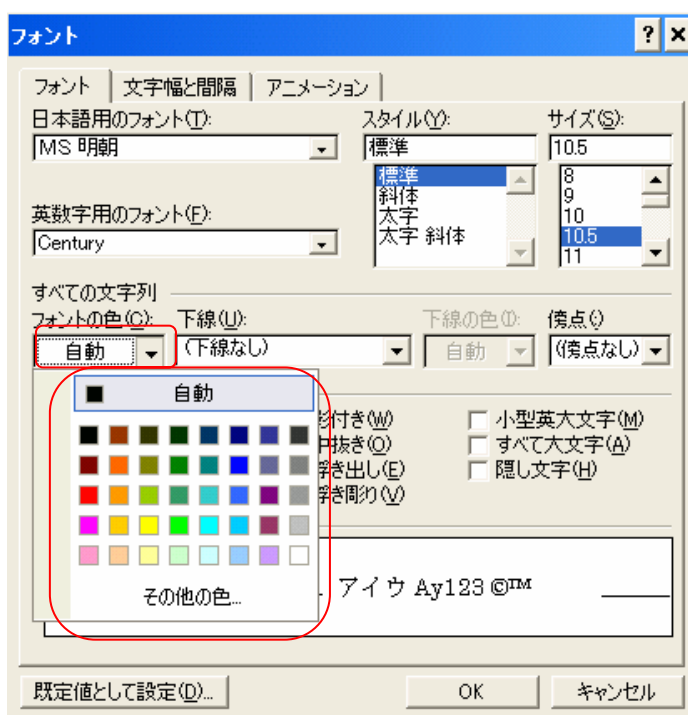 フォント
フォント 文字幅と間隔 アニメーション
日本語用のフォント(T): スタイル(Y): サイズ(S):
MS 明朝 標準 10.5
標準 8
斜体 9
太字 10
太字 斜体 10.5
11
英数字用のフォント(F):
Century
すべての文字列
フォントの色(C): 下線(U): 下線の色(I): 傍点(:)
自動 (下線なし) 自動 (傍点なし)
自動
影付き(W) 小型英大文字(M)
中抜き(O) すべて大文字(A)
浮き出し(E) 隠し文字(H)
浮き彫り(V)
その他の色...
アイウ Ay123 ©™
既定値として設定(D)... OK キャンセル